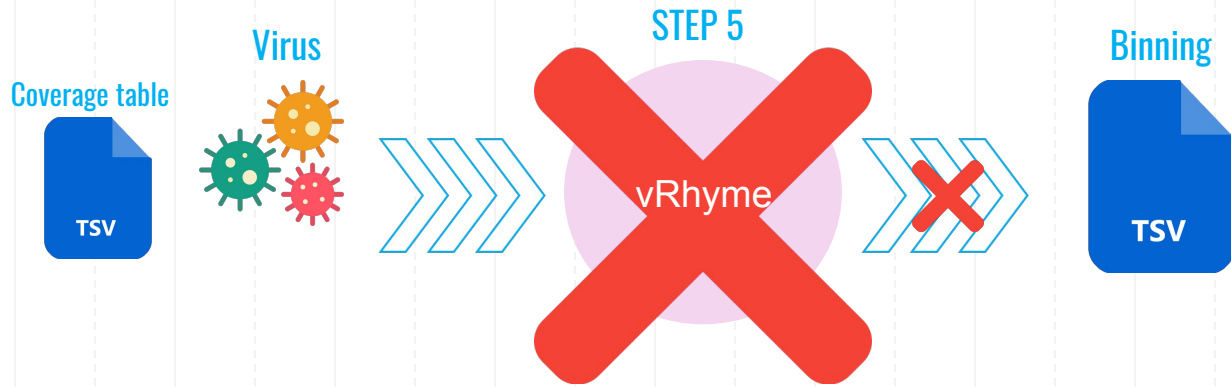 STEP 5
Virus
Binning
Coverage table
TSV
vRhyme
TSV